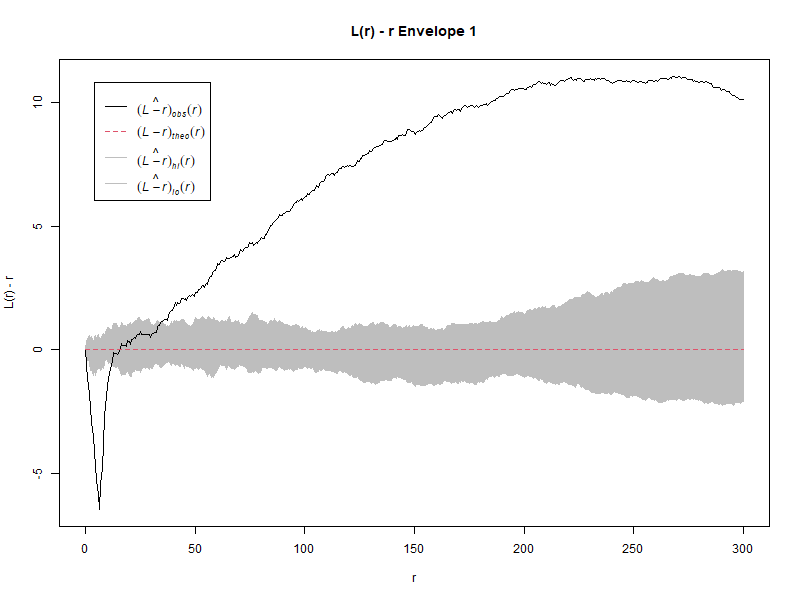 L(r) - r Envelope 1
(L ^− r)obs(r)
(L − r)theo(r)
(L ^− r)hi(r)
(L ^− r)lo(r)
10
5
0
-5
L(r) - r
0 50 100 150 200 250 300
r